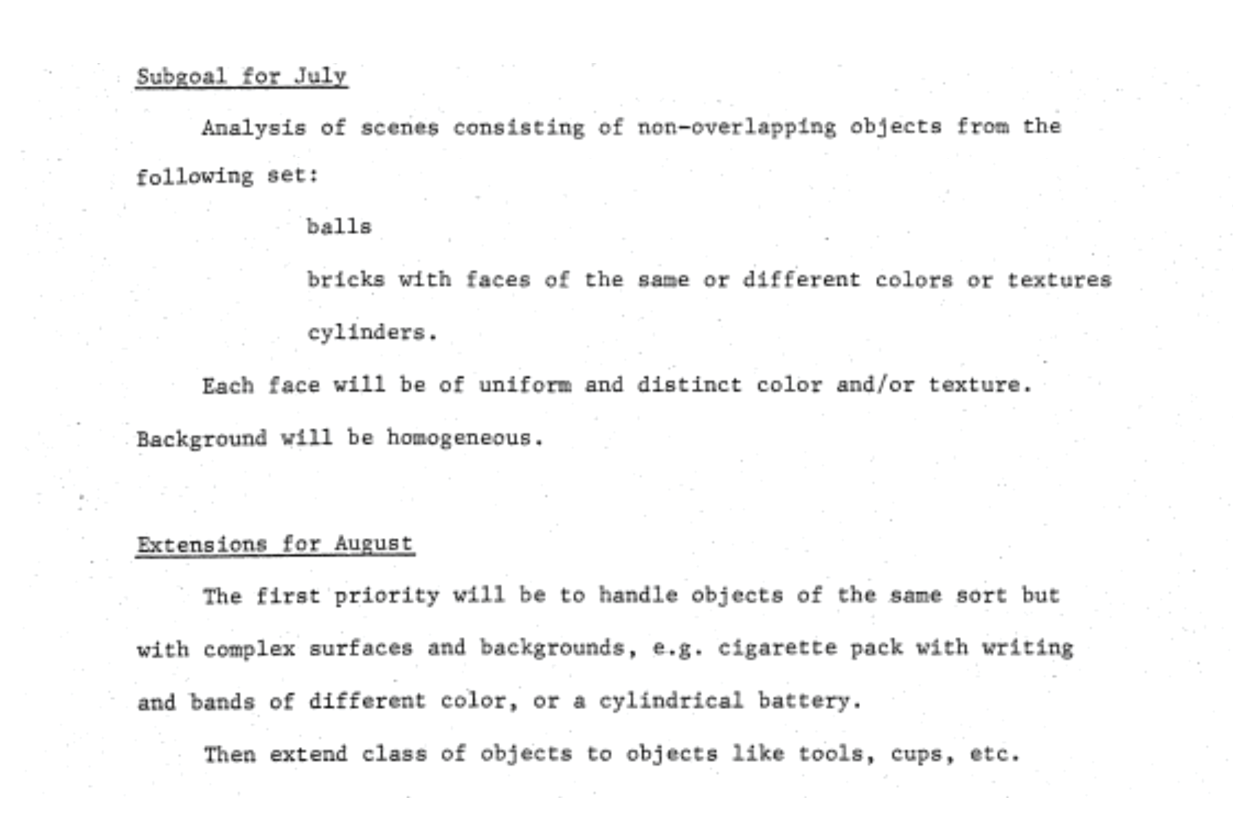 Subgoal for July
Analysis of scenes consisting of non-overlapping objects from the
following set:
balls
bricks with faces of the same or different colors or textures
cylinders.
Each face will be of uniform and distinct color and/or texture.
Background will be homogeneous.
Extensions for August
The first priority will be to handle objects of the same sort but
with complex surfaces and backgrounds, e.g. cigarette pack with writing
and bands of different color, or a cylindrical battery.
Then extend class of objects to objects like tools, cups, etc.